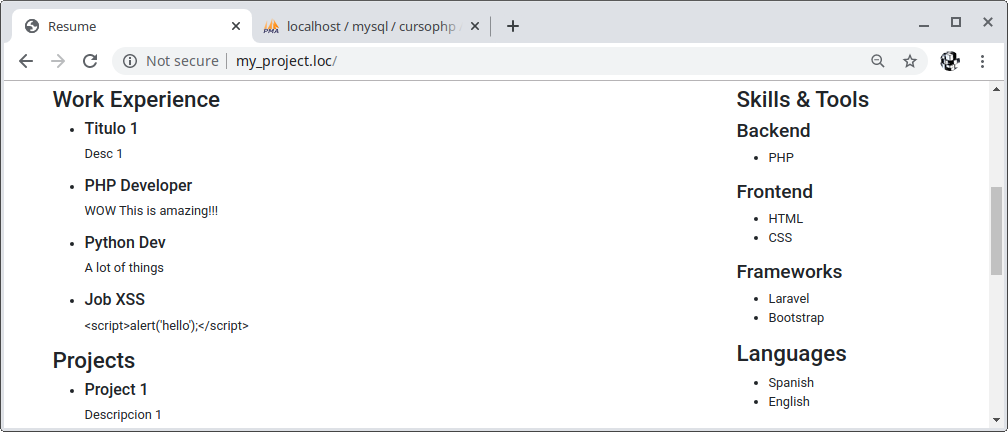 Resume
PMA localhost / mysql / cursophp /
Not secure my_project.loc/
Work Experience
Titulo 1
Desc 1
PHP Developer
WOW This is amazing!!!
Python Dev
A lot of things
Job XSS
<script>alert('hello');</script>
Projects
Project 1
Descripcion 1
Skills & Tools
Backend
PHP
Frontend
HTML
CSS
Frameworks
Laravel
Bootstrap
Languages
Spanish
English